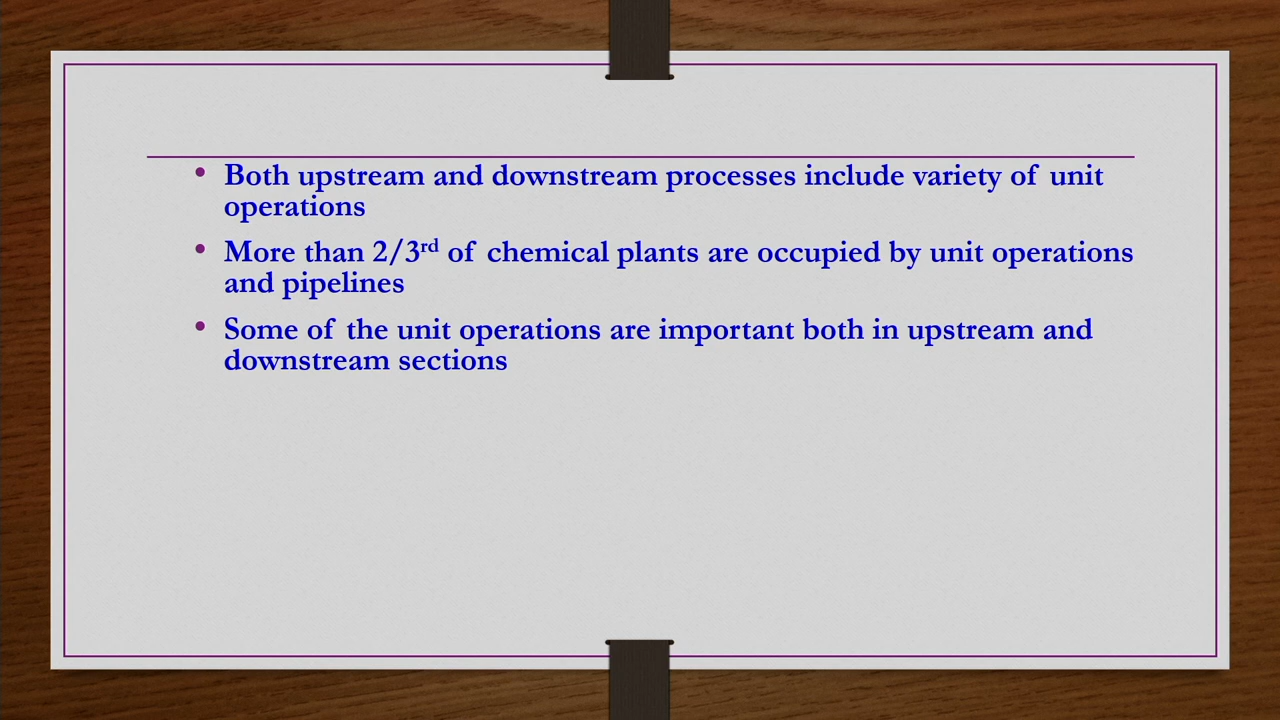 • Both upstream and downstream processes include variety of unit
operations
• More than 2/3rd of chemical plants are occupied by unit operations
and pipelines
• Some of the unit operations are important both in upstream and
downstream sections